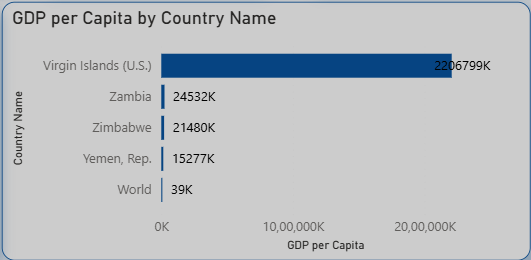 GDP per Capita by Country Name
Country Name
Virgin Islands (U.S.) 2206799K
Zambia 24532K
Zimbabwe 21480K
Yemen, Rep. 15277K
World 39K
0K 10,00,000K 20,00,000K
GDP per Capita